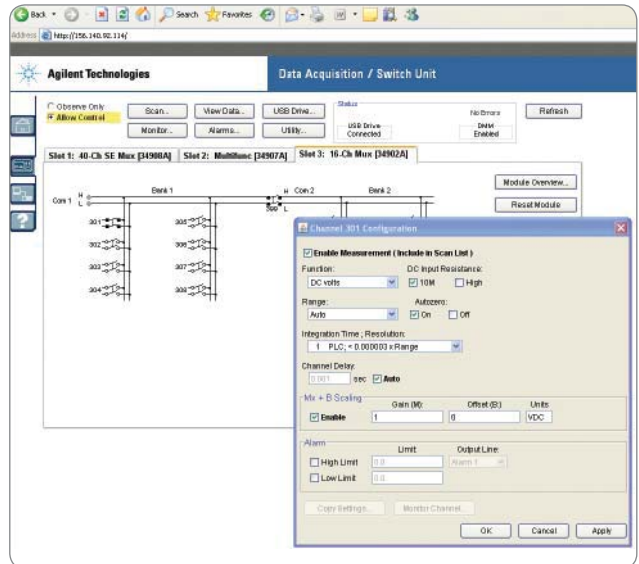 Back
Search
Favorites
Address
http://156.140.92.114/
Agilent Technologies
Data Acquisition / Switch Unit
Observe Only
Allow Control
Scan...
View Data...
USB Drive...
Monitor...
Alarms...
Utility...
Status
USB Drive
Connected
No Errors
DMM
Enabled
Refresh
Slot 1: 40-Ch SE Mux [34908A]
Slot 2: Multifunc [34907A]
Slot 3: 16-Ch Mux [34902A]
Module Overview...
Reset Module
Com 1
H
L
Bank 1
H
L
Com 2
Bank 2
301
305
302
306
303
307
304
308
309
Channel 301 Configuration
Enable Measurement ( Include in Scan List )
Function:
DC Input Resistance:
DC volts
10M
High
Range:
Autozero:
Auto
On
Off
Integration Time ; Resolution:
1 PLC; < 0.000003 x Range
Channel Delay:
0.001
sec
Auto
Mx + B Scaling
Gain (M):
Offset (B:)
Units
Enable
1
0
VDC
Alarm
Limit:
Output Line:
High Limit
0.0
Alarm 1
Low Limit
0.0
Copy Settings...
Monitor Channel...
OK
Cancel
Apply